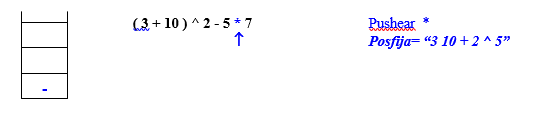 ( 3 + 10 ) ^ 2 - 5 * 7
Pushear *
Posfija= “3 10 + 2 ^ 5”
-